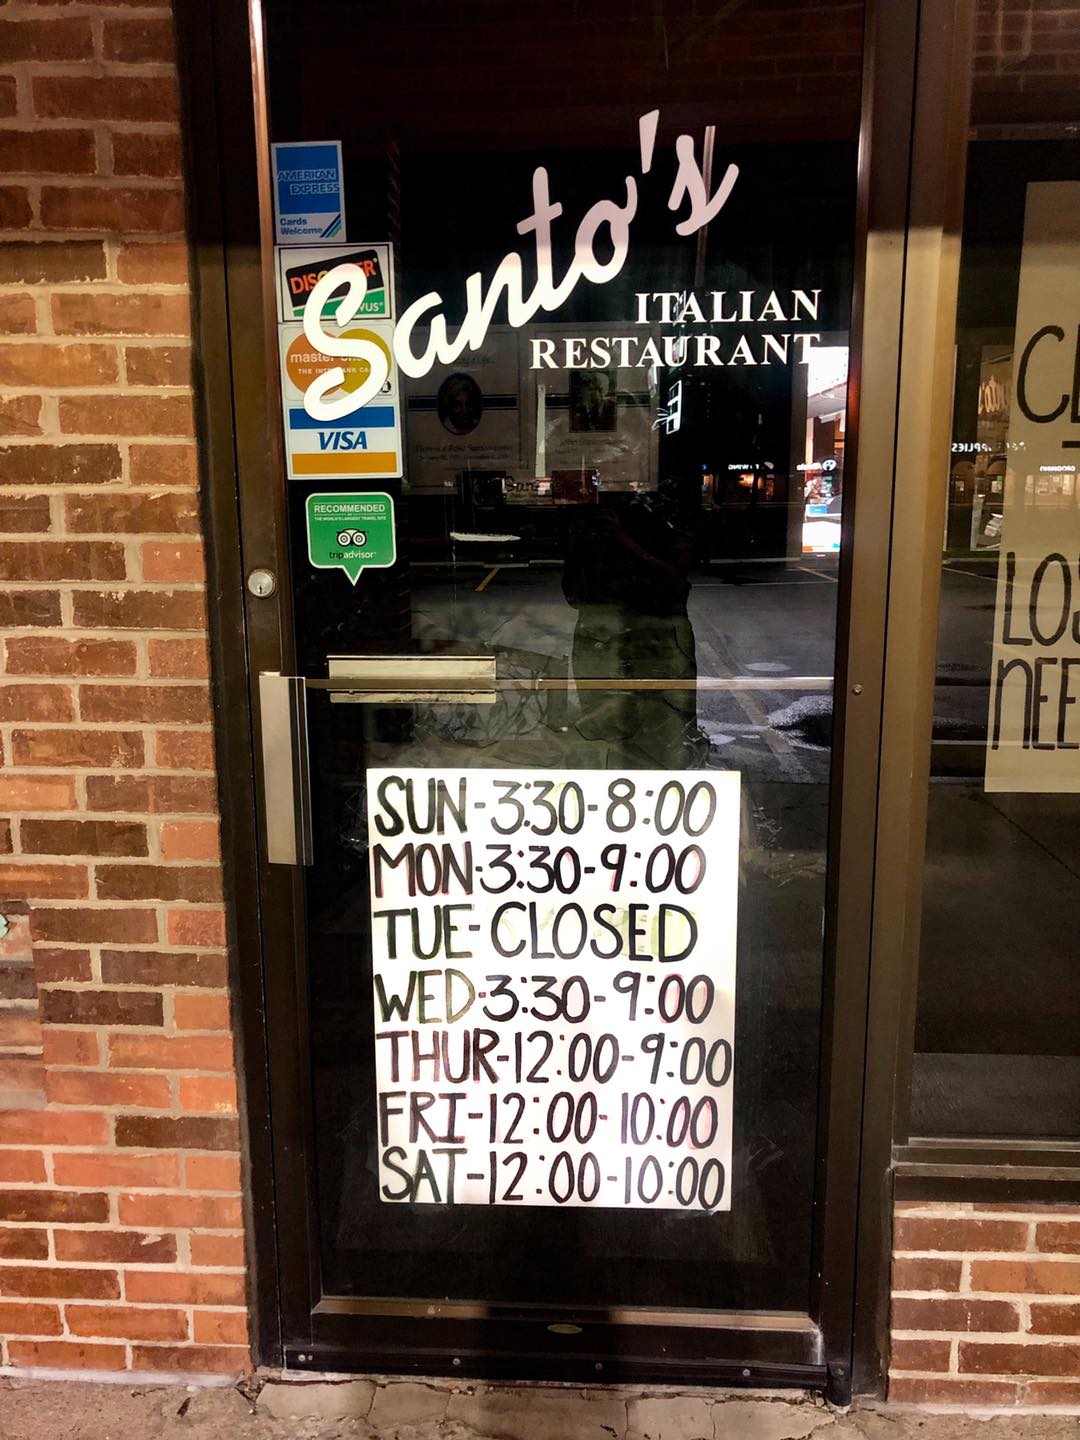 AMERICAN
EXPRESS
Cards
Welcome
Santo's
ITALIAN
RESTAURANT
VISA
RECOMMENDED
tripadvisor
SUN-3:30-8:00
MON-3:30-9:00
TUE-CLOSED
WED-3:30-9:00
THUR-12:00-9:00
FRI-12:00-10:00
SAT-12:00-10:00